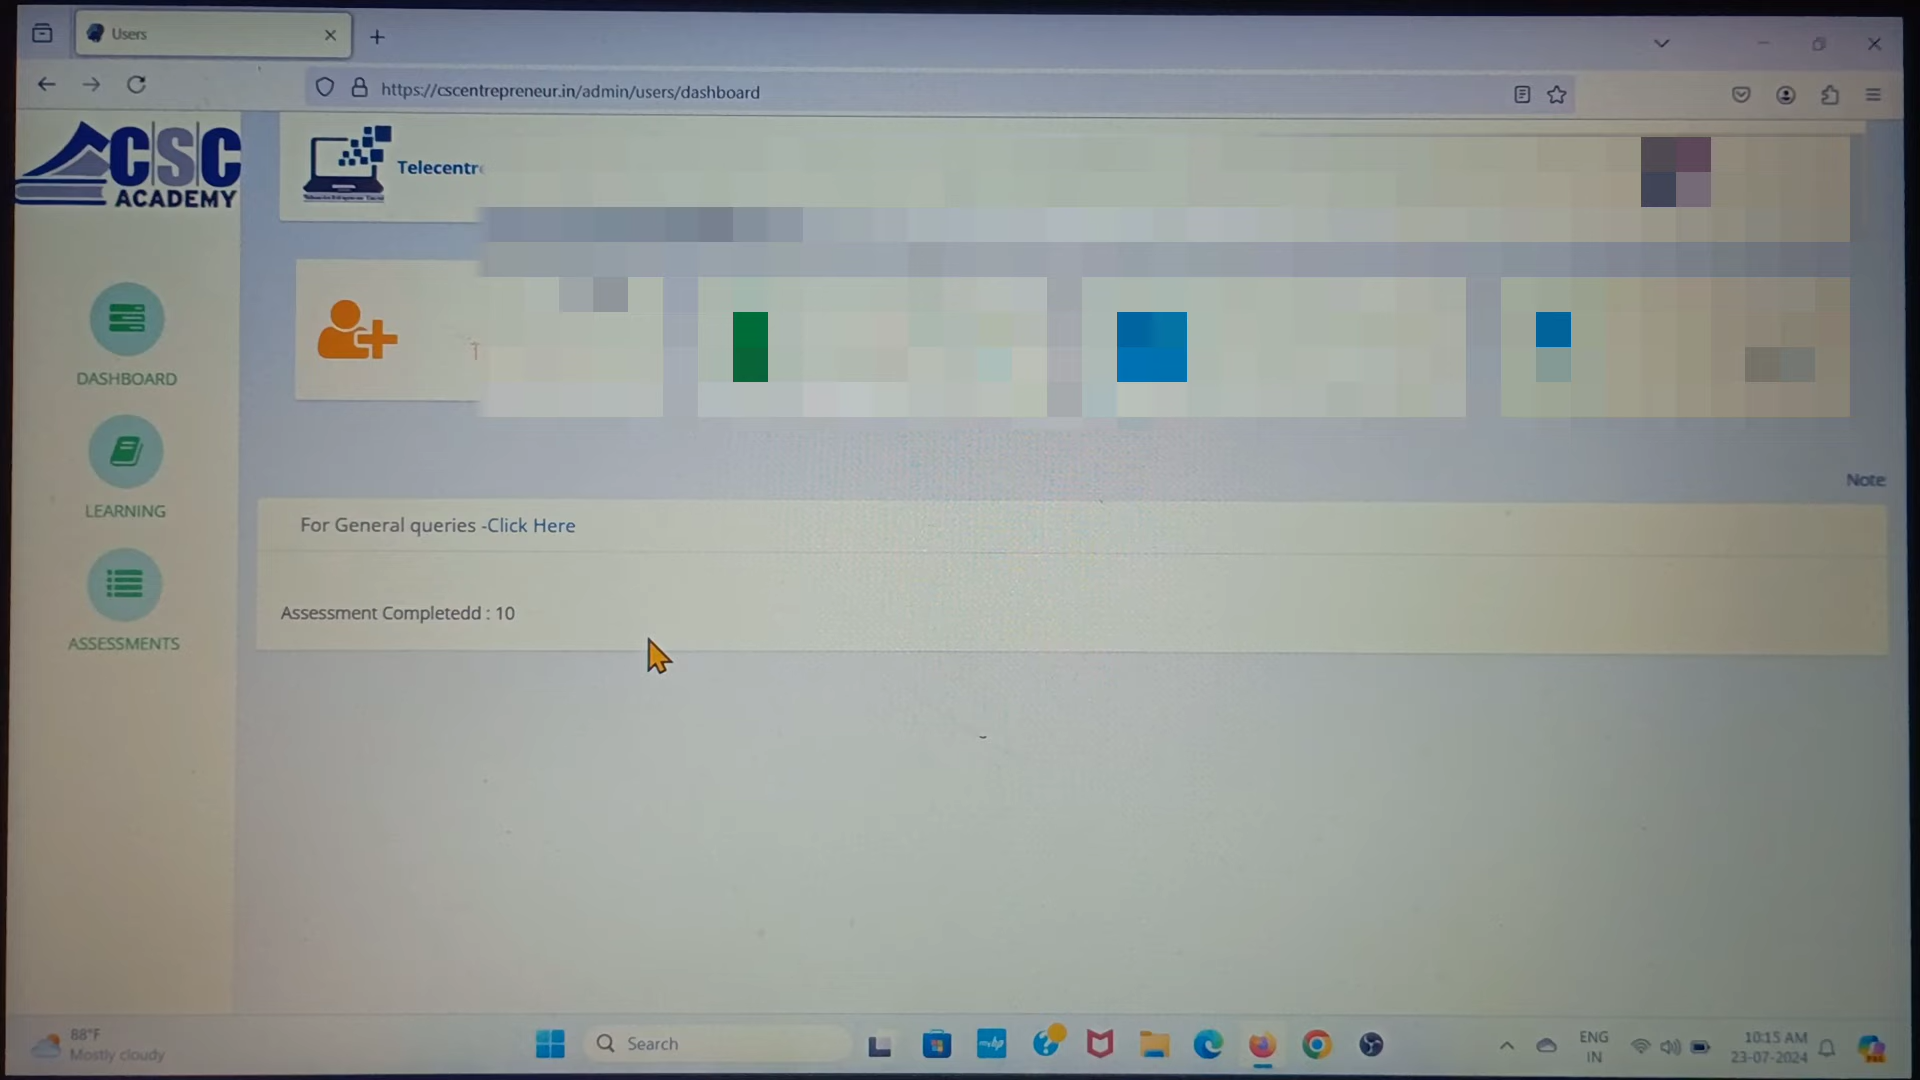 Users
https://cscentrepreneur.in/admin/users/dashboard
CSC
ACADEMY
DASHBOARD
LEARNING
ASSESSMENTS
Note
For General queries -Click Here
Assessment Completedd : 10
88°F
Mostly cloudy
Search
ENG
IN
10:15 AM
23-07-2024